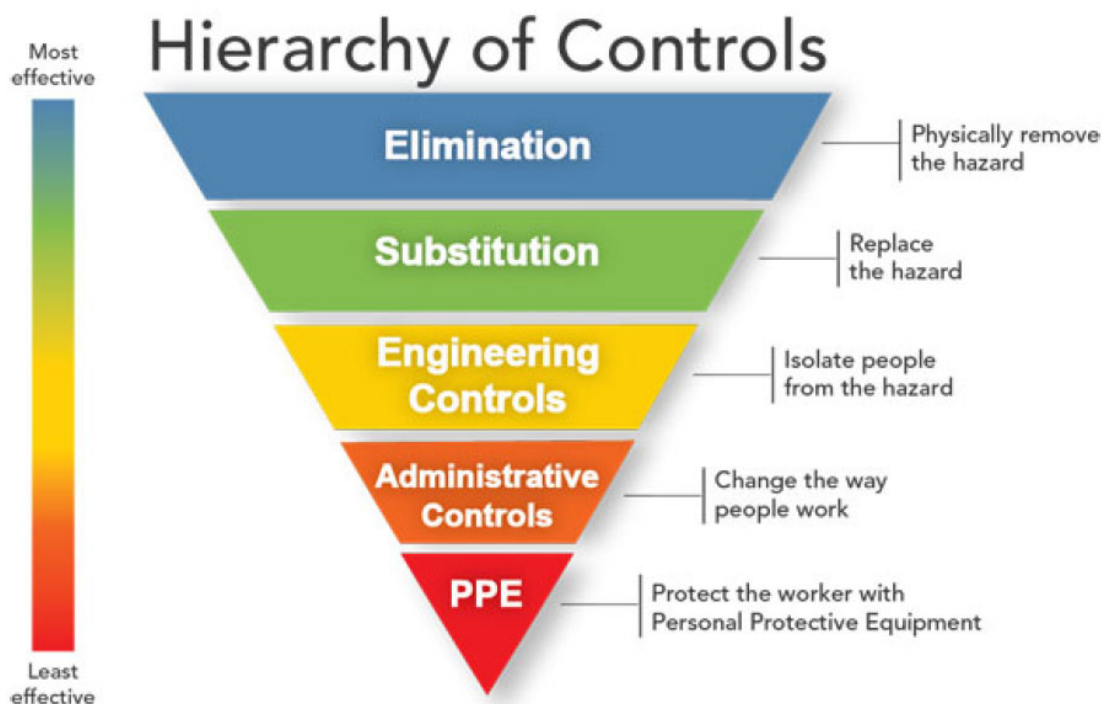 Hierarchy of Controls
Most
effective
Elimination
Physically remove
the hazard
Substitution
Replace
the hazard
Engineering
Controls
Isolate people
from the hazard
Administrative
Controls
Change the way
people work
PPE
Protect the worker with
Personal Protective Equipment
Least
effective